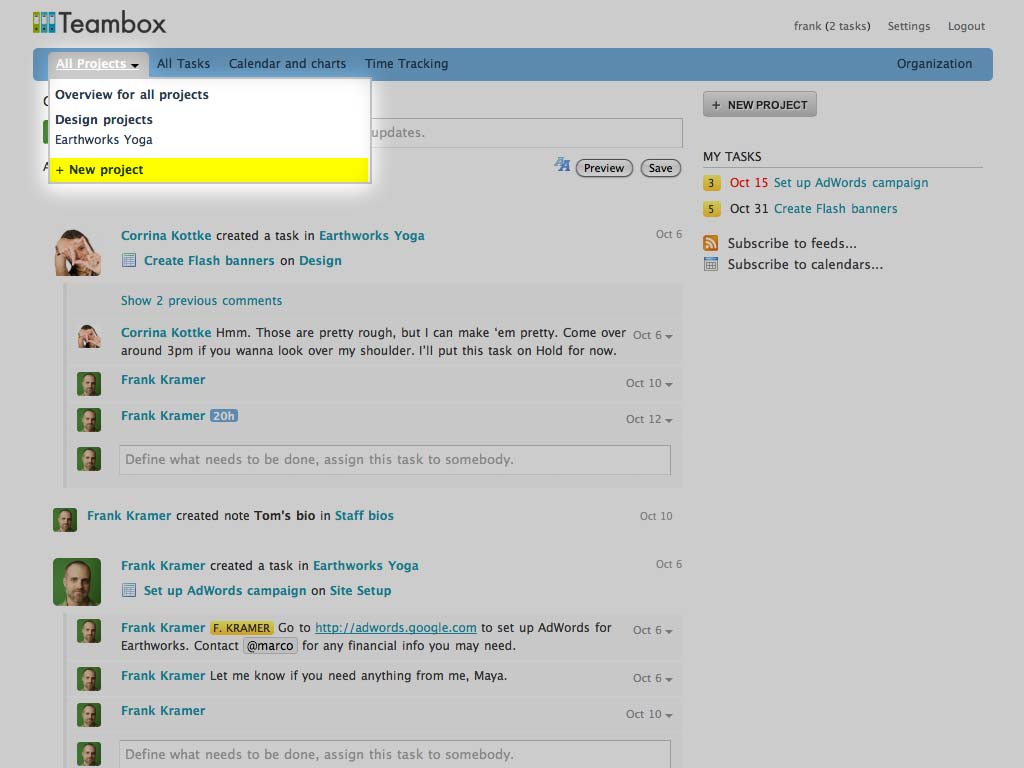 Teambox
frank (2 tasks) Settings Logout
All Projects All Tasks Calendar and charts Time Tracking Organization
Overview for all projects
Design projects
Earthworks Yoga
+ New project
updates.
Preview Save
+ NEW PROJECT
MY TASKS
3 Oct 15 Set up AdWords campaign
5 Oct 31 Create Flash banners
Subscribe to feeds...
Subscribe to calendars...
Corrina Kottke created a task in Earthworks Yoga Oct 6
Create Flash banners on Design
Show 2 previous comments
Corrina Kottke Hmm. Those are pretty rough, but I can make ‘em pretty. Come over Oct 6
around 3pm if you wanna look over my shoulder. I’ll put this task on Hold for now.
Frank Kramer Oct 10
Frank Kramer 20h Oct 12
Define what needs to be done, assign this task to somebody.
Frank Kramer created note Tom's bio in Staff bios Oct 10
Frank Kramer created a task in Earthworks Yoga Oct 6
Set up AdWords campaign on Site Setup
Frank Kramer F. KRAMER Go to http://adwords.google.com to set up AdWords for Oct 6
Earthworks. Contact @marco for any financial info you may need.
Frank Kramer Let me know if you need anything from me, Maya. Oct 6
Frank Kramer Oct 10
Define what needs to be done, assign this task to somebody.